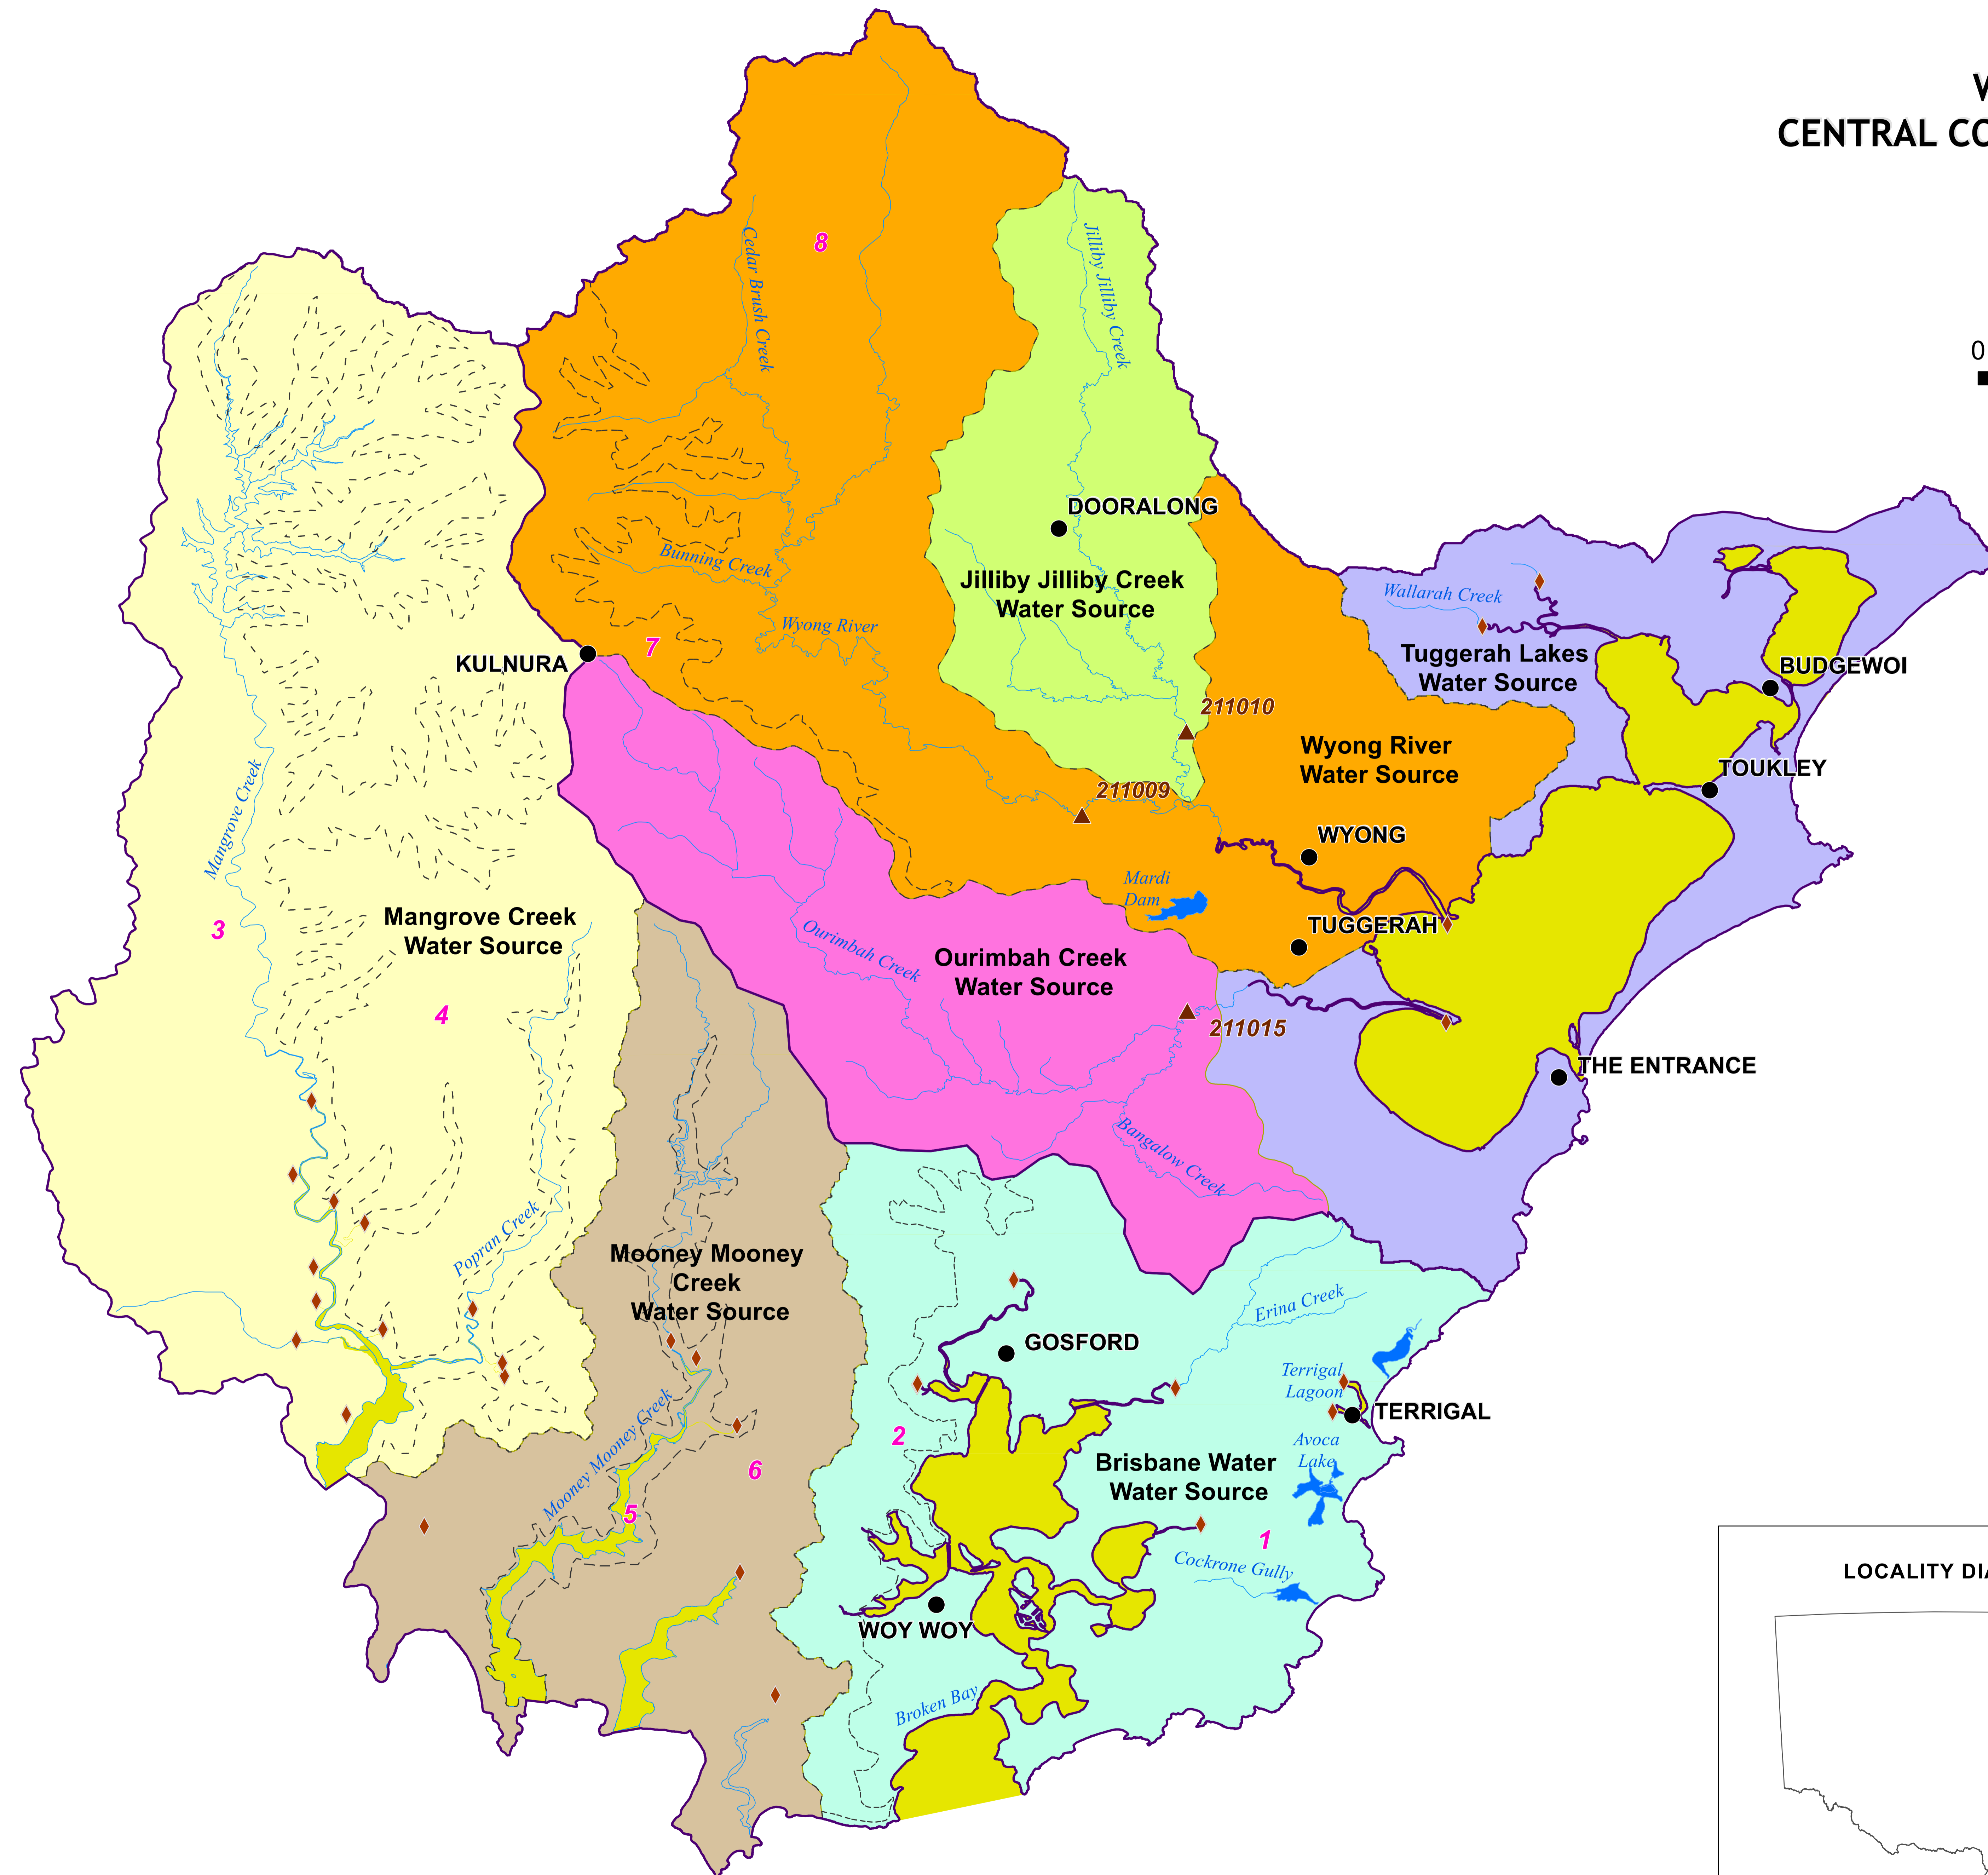 W
CENTRAL CO
0
8
Cedar Brush Creek
Jilliby Jilliby Creek
DOORALONG
Jilliby Jilliby Creek
Water Source
Bunning Creek
Wyong River
7
KULNURA
Wallarah Creek
Tuggerah Lakes
Water Source
BUDGEWOI
211010
Wyong River
Water Source
TOUKLEY
211009
WYONG
Mangrove Creek
Mardi
Dam
3
Mangrove Creek
Water Source
TUGGERAH
Ourimbah Creek
Ourimbah Creek
Water Source
4
211015
THE ENTRANCE
Bangalow Creek
Popran Creek
Mooney Mooney
Creek
Water Source
Erina Creek
GOSFORD
Terrigal
Lagoon
TERRIGAL
Mooney Mooney Creek
2
Avoca
Lake
Brisbane Water
Water Source
6
5
1
Cockrone Gully
WOY WOY
Broken Bay
LOCALITY DIA